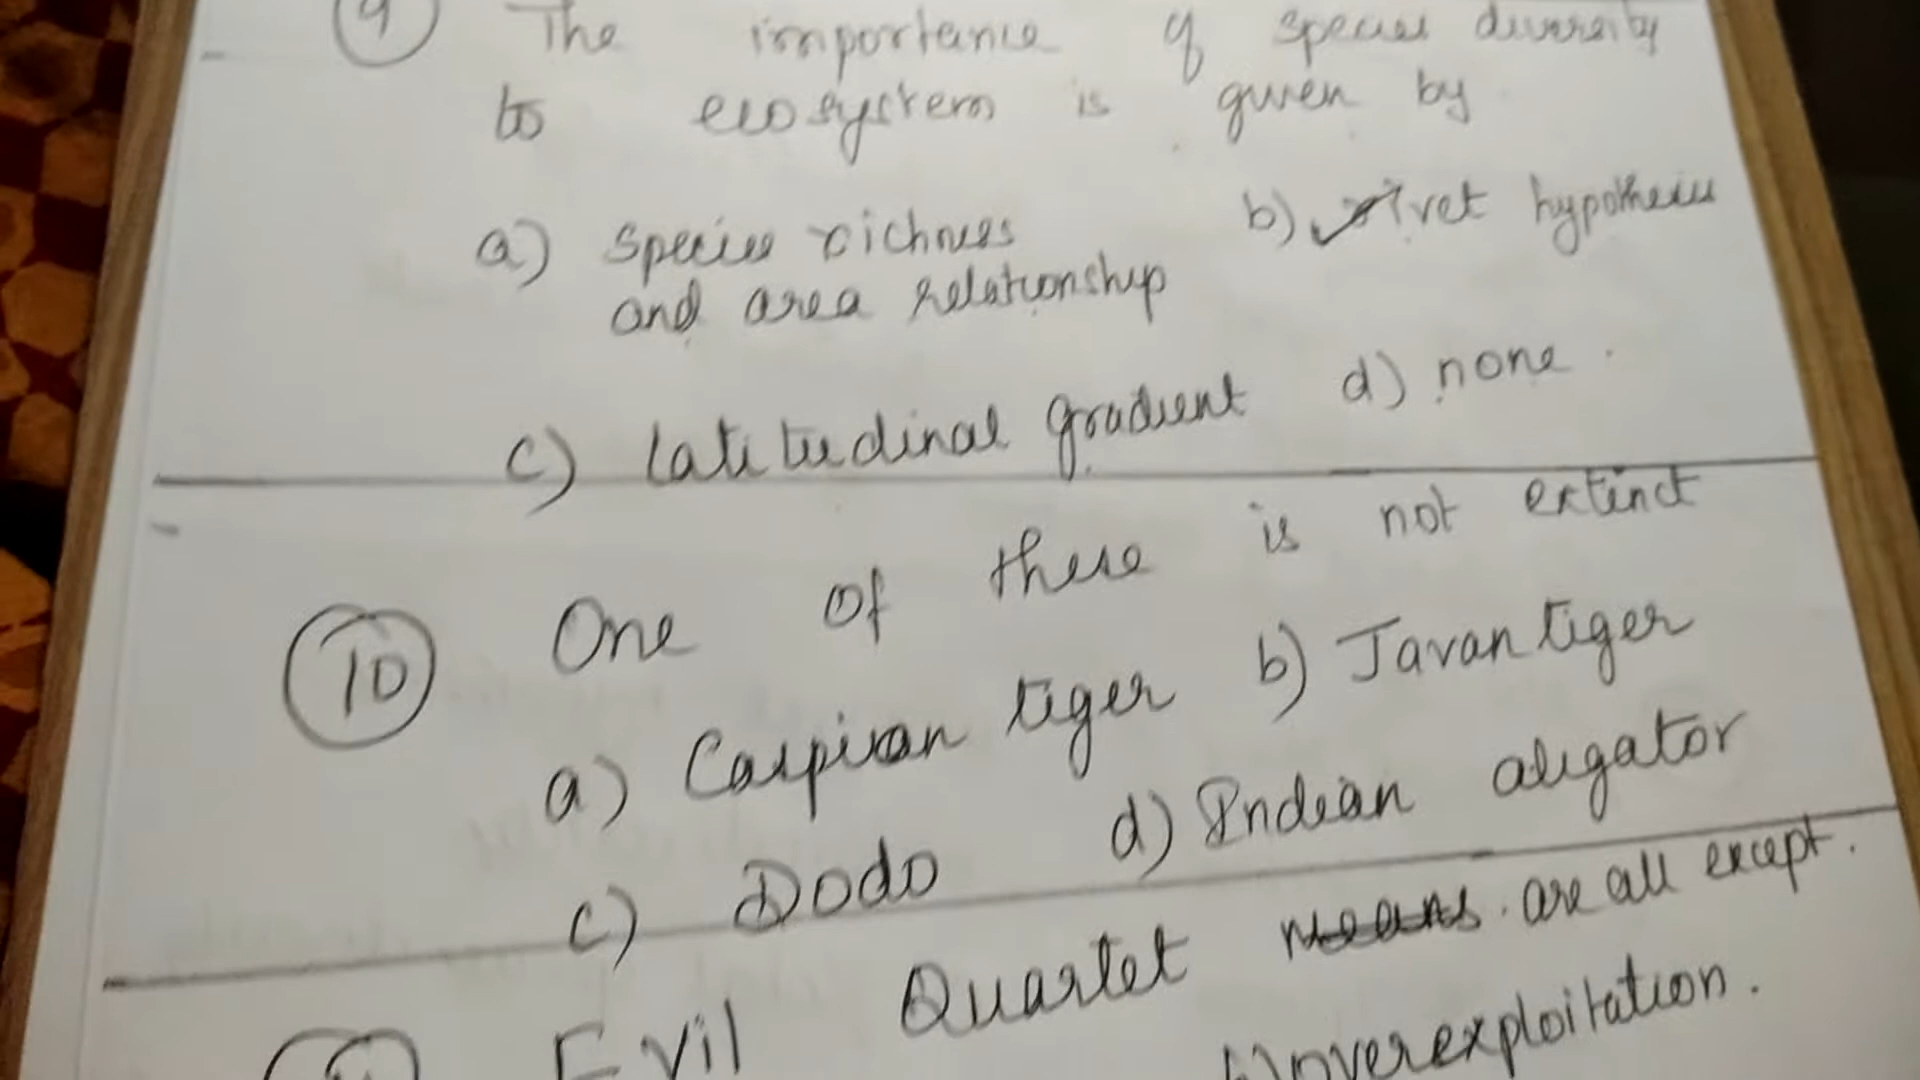 9 The importance of species diversity
to ecosystem is given by
a) Species richness
and area relationship
b) rivet hypothesis
c) latitudinal gradient d) none.
10 One of these is not extinct
a) Caspian tiger b) Javan tiger
c) Dodo d) Indian aligator
Evil Quartet means. are all except.
b) overexploitation.